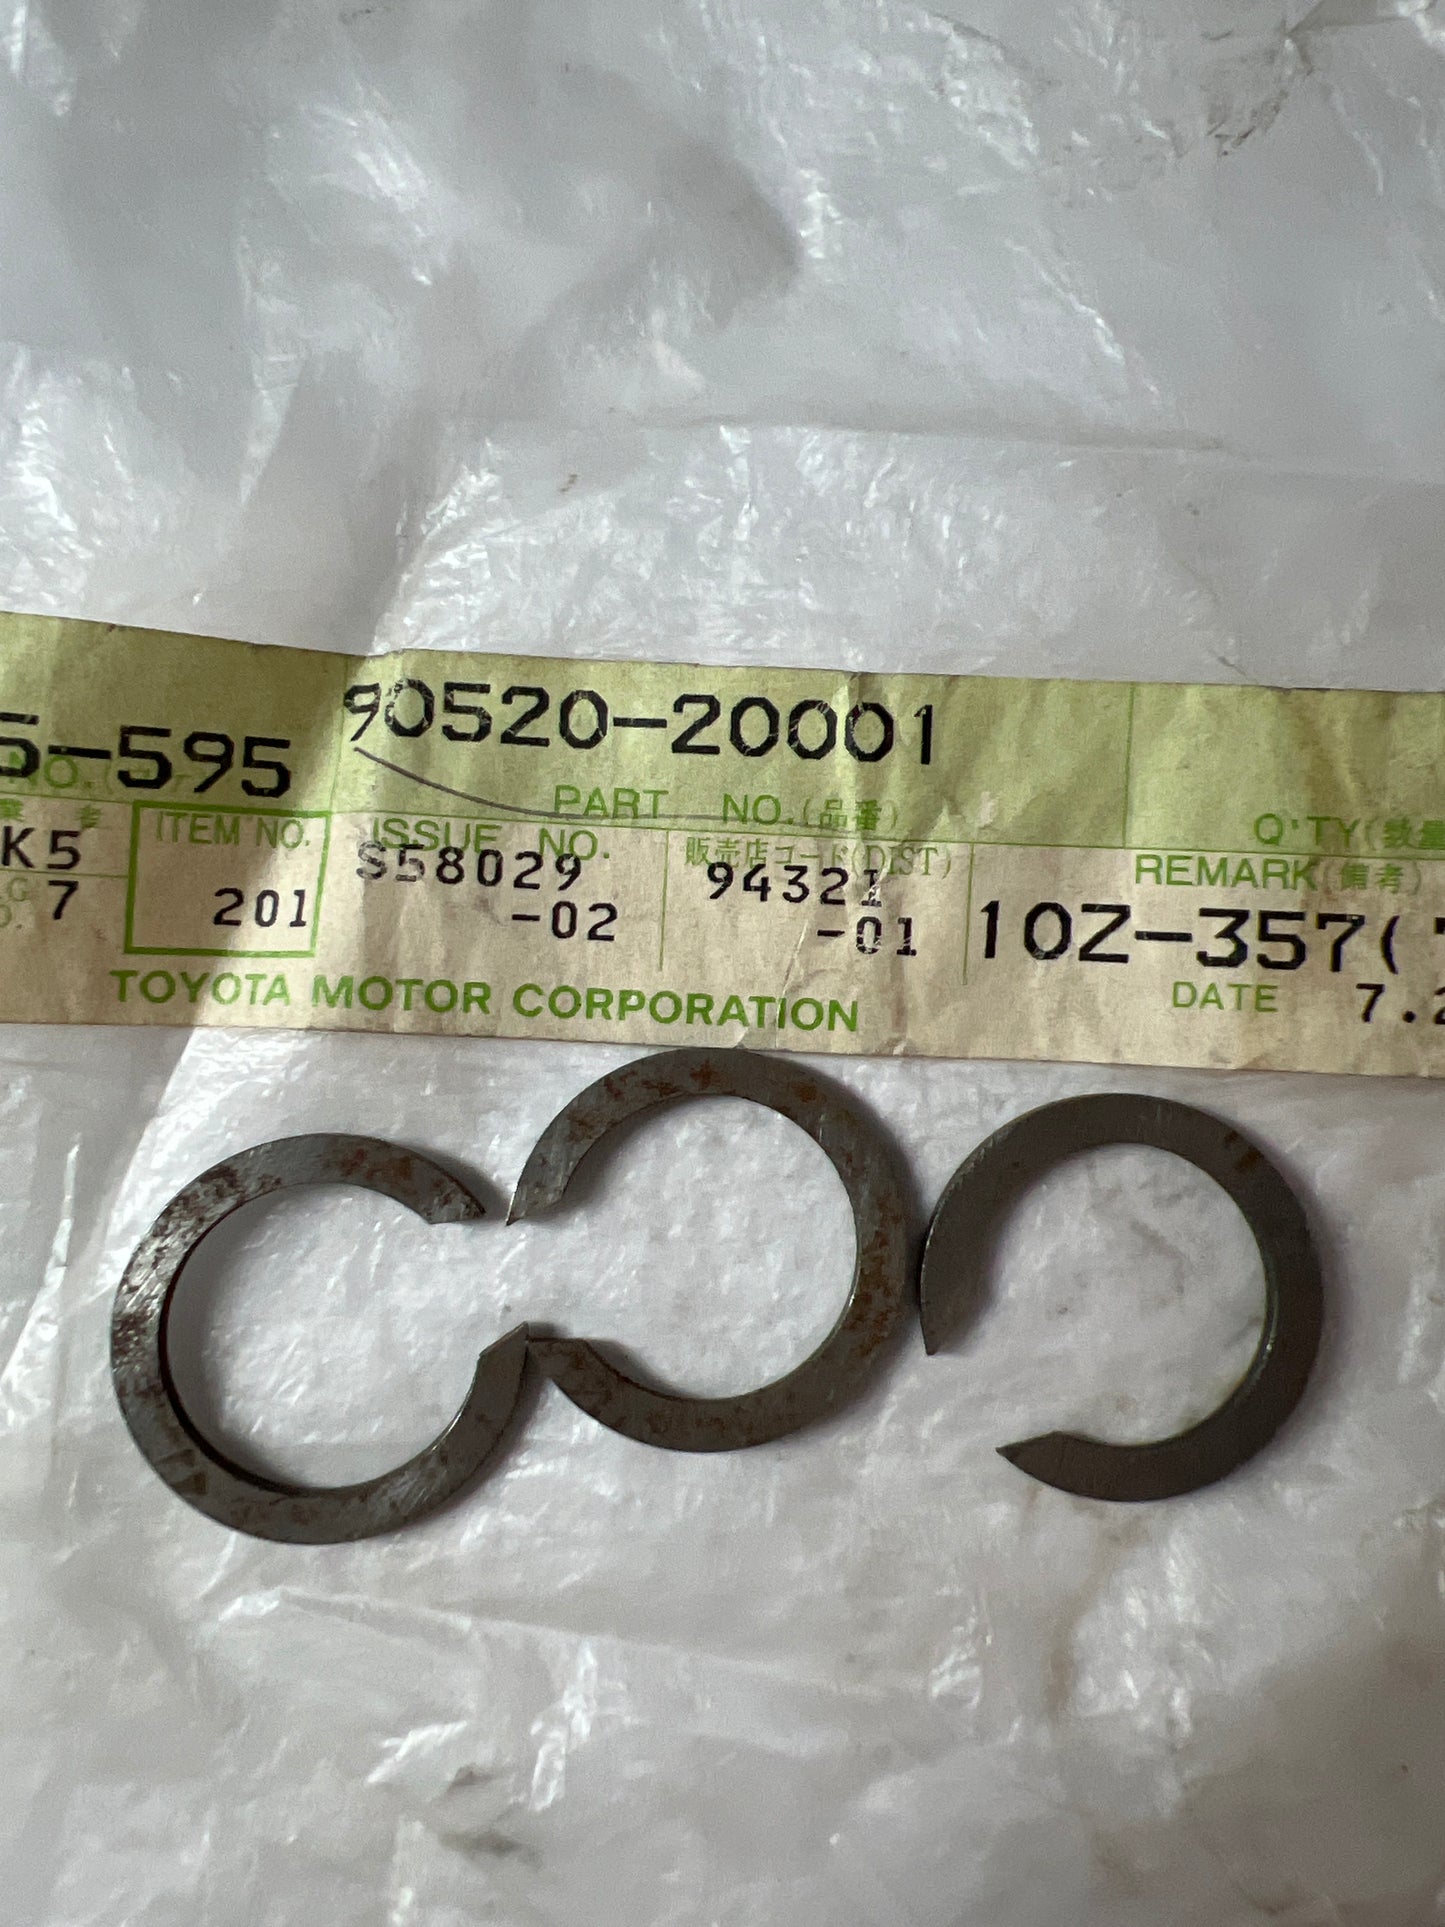 5-595 90520-20001
NO.( PART NO.(品番) Q'TY(数量
業者 ITEM NO. ISSUE NO. 販売店コード(DIST) REMARK(備考)
K5 S58029 94321
7 201 -02 -01 10Z-357(
TOYOTA MOTOR CORPORATION DATE 7.2